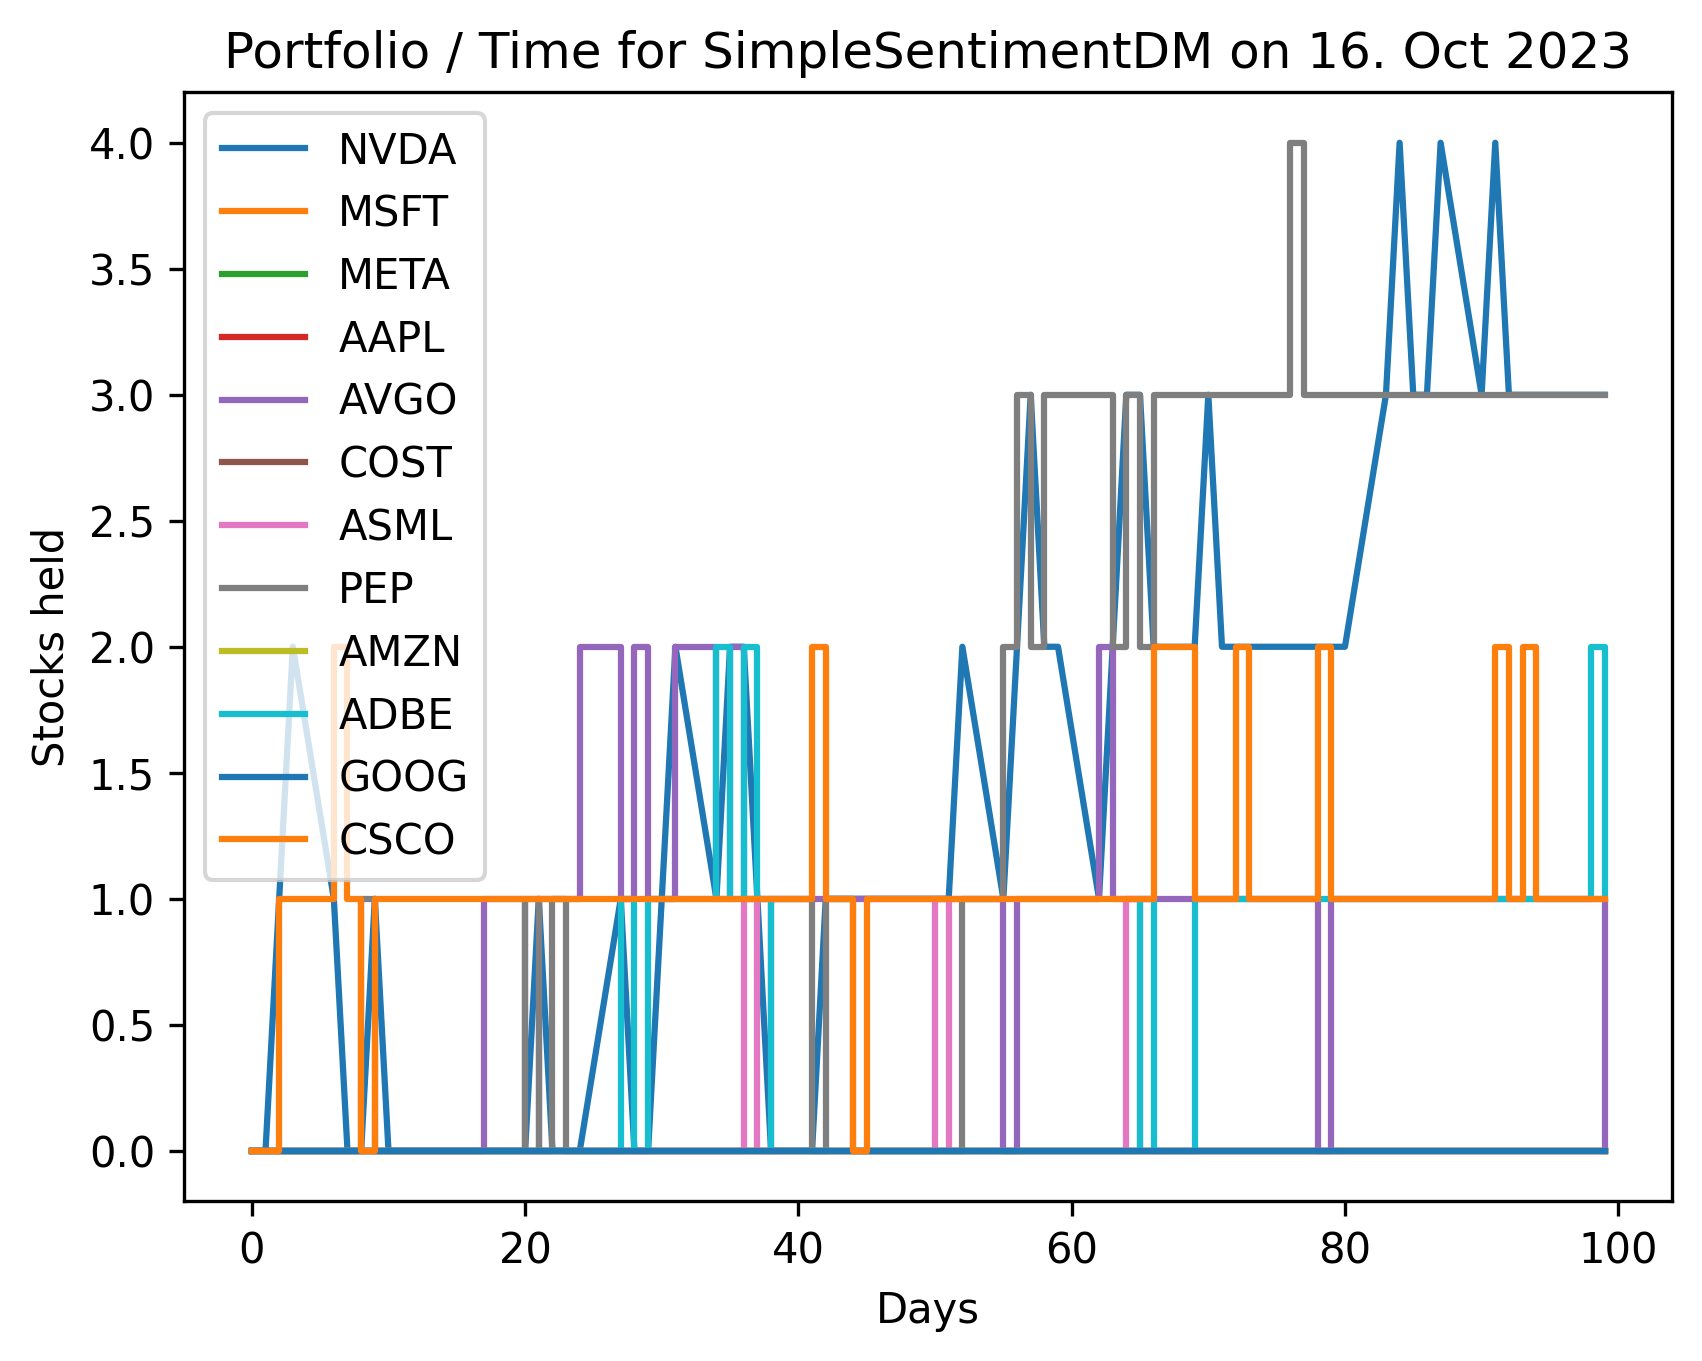 Portfolio / Time for SimpleSentimentDM on 16. Oct 2023
NVDA
MSFT
META
AAPL
AVGO
COST
ASML
PEP
AMZN
ADBE
GOOG
CSCO
4.0
3.5
3.0
2.5
2.0
1.5
1.0
0.5
0.0
Stocks held
0 20 40 60 80 100
Days